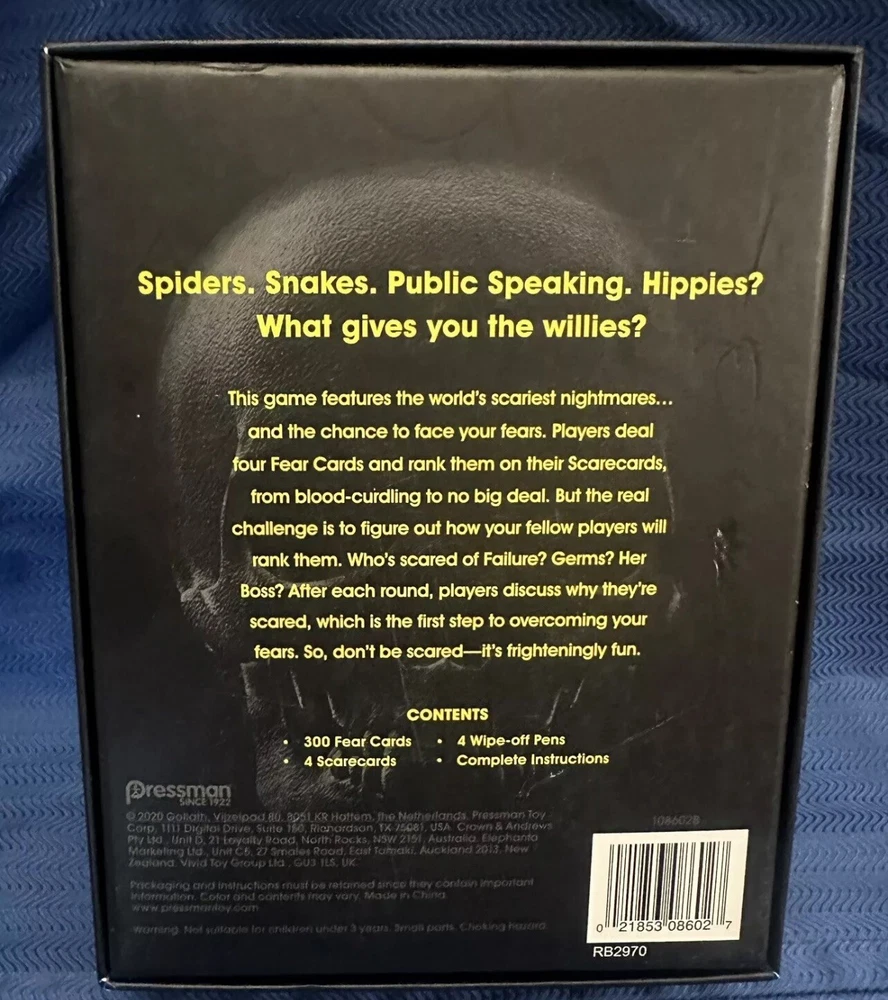 Spiders. Snakes. Public Speaking. Hippies?
What gives you the willies?
This game features the world's scariest nightmares...
and the chance to face your fears. Players deal
four Fear Cards and rank them on their Scarecards,
from blood-curdling to no big deal. But the real
challenge is to figure out how your fellow players will
rank them. Who's scared of Failure? Germs? Her
Boss? After each round, players discuss why they're
scared, which is the first step to overcoming your
fears. So, don't be scared—it's frighteningly fun.
CONTENTS
• 300 Fear Cards • 4 Wipe-off Pens
• 4 Scarecards • Complete Instructions
Pressman
SINCE 1922
© 2020 Goliath, Vijzelpad 80, 8051 KR Hattem, the Netherlands. Pressman Toy
Corp, 1111 Digital Drive, Suite 150, Richardson, TX 75081, USA. Crown & Andrews
Pty Ltd., Unit D, 21 Loyalty Road, North Rocks, NSW 2151, Australia. Elephanta
Marketing Ltd., Unit C6, 27 Smales Road, East Tamaki, Auckland 2013, New
Zealand. Vivid Toy Group Ltd., GU3 1LS, UK.
Packaging and instructions must be retained since they contain important
information. Color and contents may vary. Made in China.
www.pressmantoy.com
Warning. Not suitable for children under 3 years. Small parts. Choking hazard.
108602B
0 21853 08602 7
RB2970